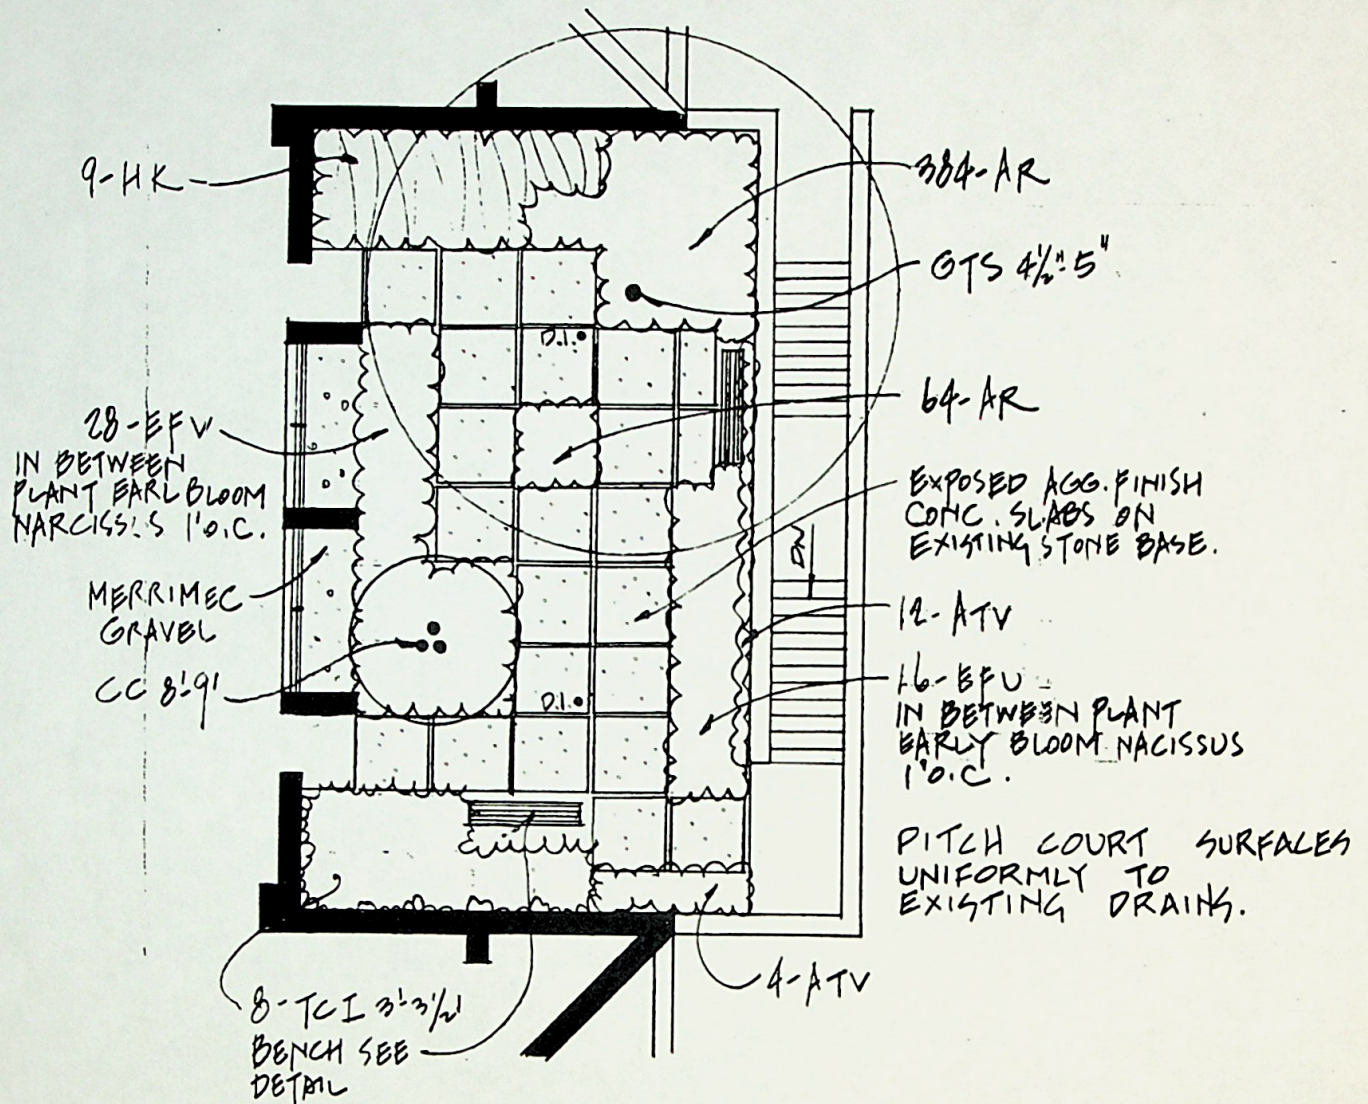 9-HK
384-AR
GTS 4½"-5"
D.I.
64-AR
28-EFV
IN BETWEEN
PLANT EARL BLOOM
NARCISSIS 1'O.C.
EXPOSED AGG. FINISH
CONC. SLABS ON
EXISTING STONE BASE.
DN
MERRIMEC
GRAVEL
12-ATV
CC 8'-9'
D.I.
16-EFU
IN BETWEEN PLANT
EARLY BLOOM NACISSUS
1'O.C.
PITCH COURT SURFACES
UNIFORMLY TO
EXISTING DRAINS.
4-ATV
8-TCI 3'-3½'
BENCH SEE
DETAIL